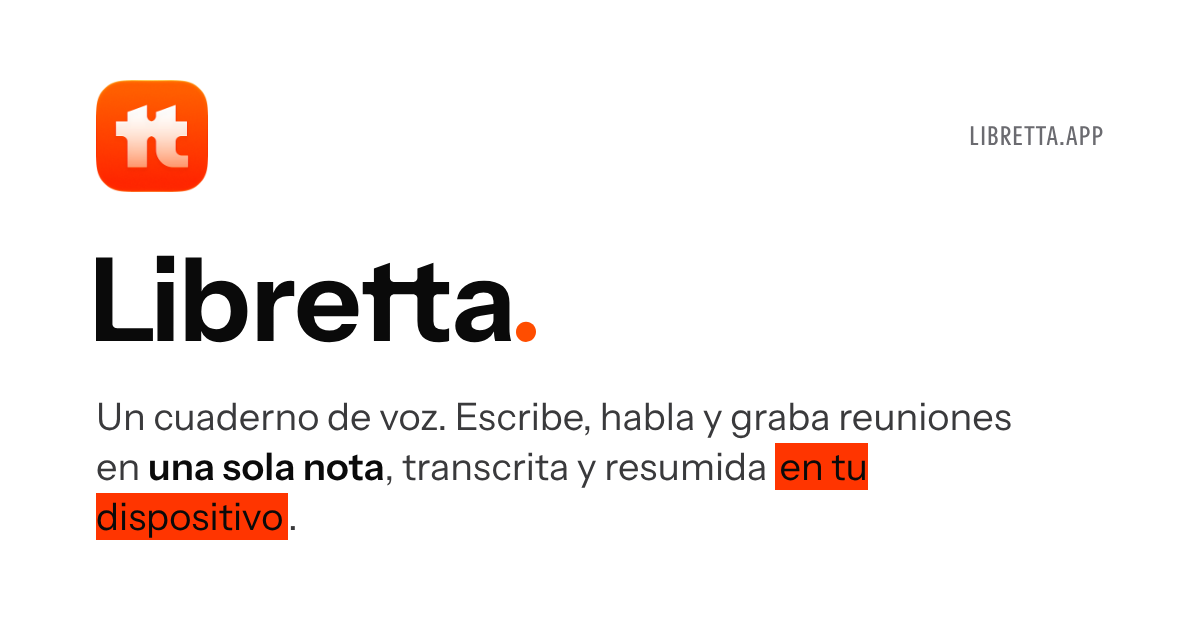 tt
LIBRETTA.APP
Libretta.
Un cuaderno de voz. Escribe, habla y graba reuniones
en una sola nota, transcrita y resumida en tu
dispositivo.